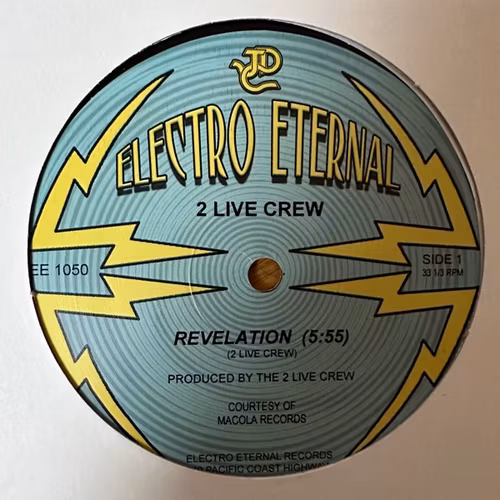 JDC
ELECTRO ETERNAL
2 LIVE CREW
EE 1050
SIDE 1
33 1/3 RPM
REVELATION (5:55)
(2 LIVE CREW)
PRODUCED BY THE 2 LIVE CREW
COURTESY OF
MACOLA RECORDS
ELECTRO ETERNAL RECORDS
PACIFIC COAST HIGHWAY